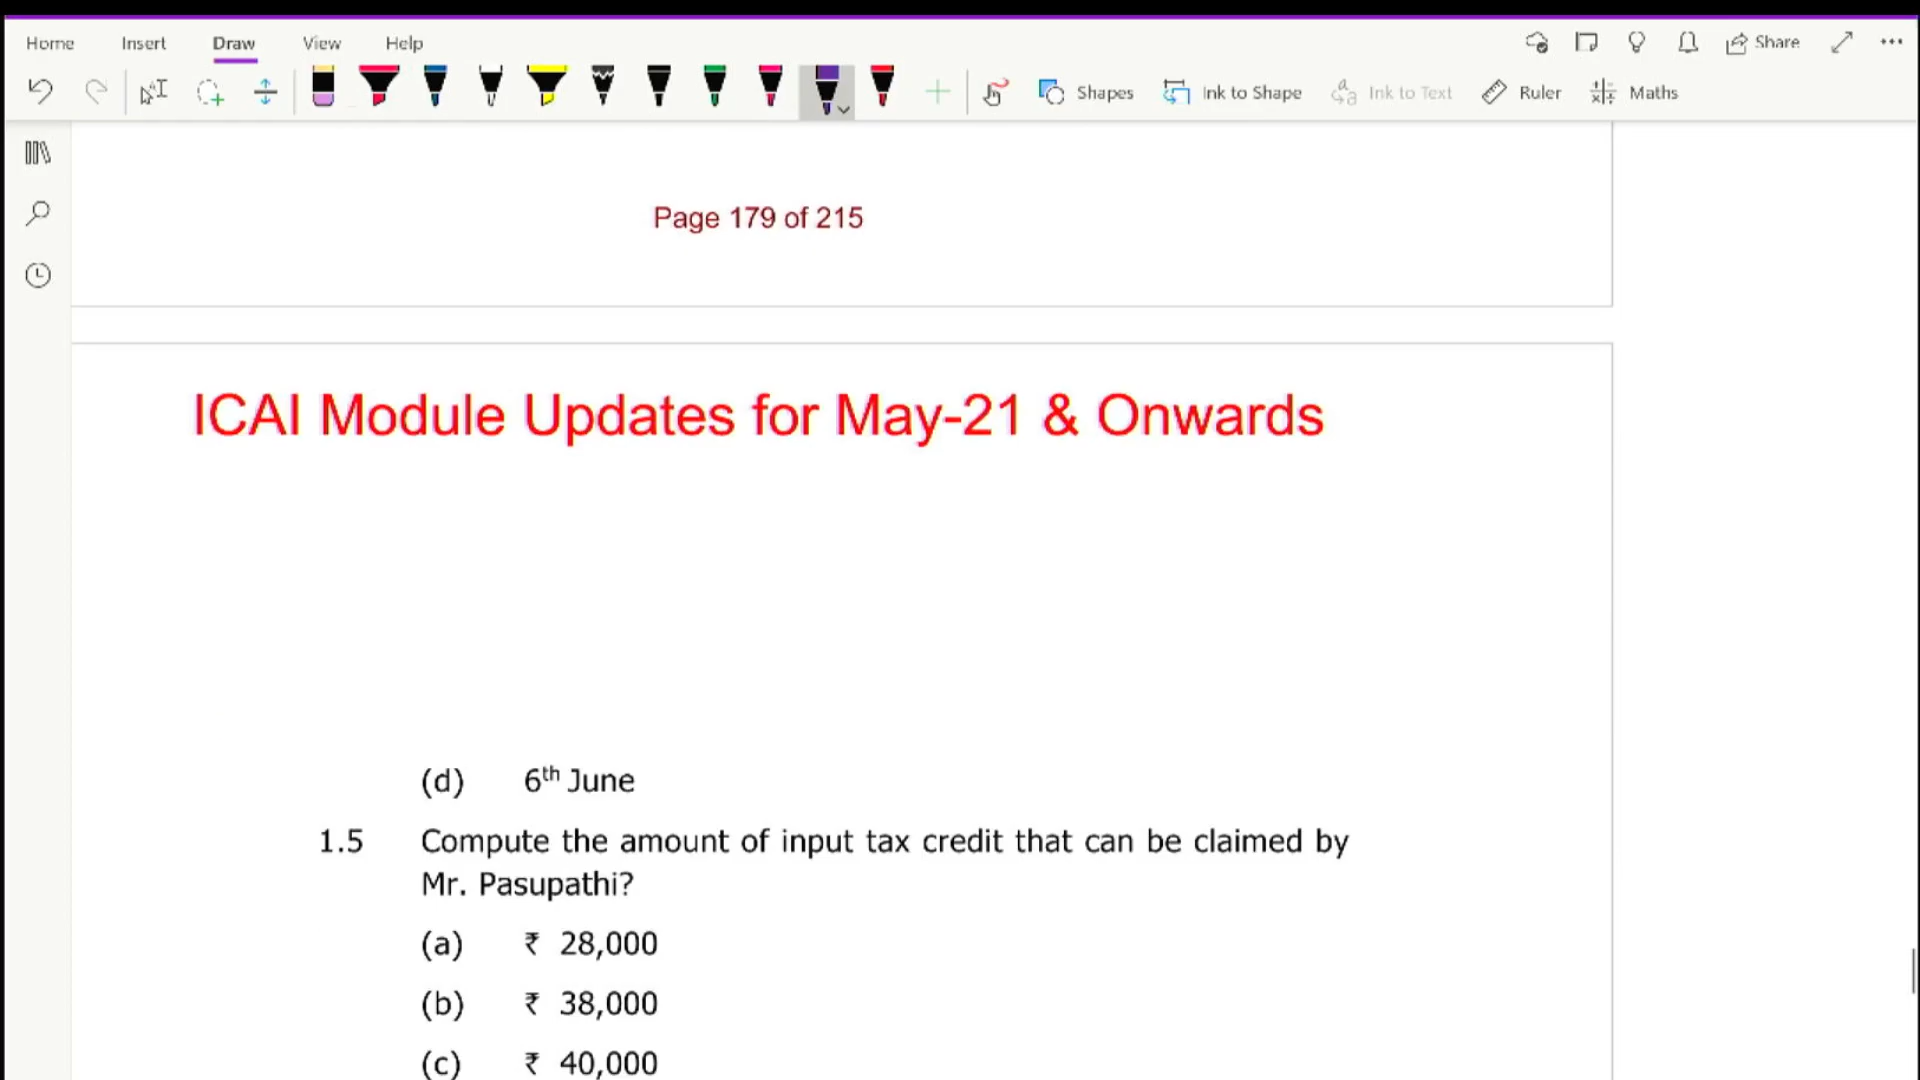 Home Insert Draw View Help Share
Shapes Ink to Shape Ink to Text Ruler Maths
Page 179 of 215
ICAI Module Updates for May-21 & Onwards
(d) 6th June
1.5 Compute the amount of input tax credit that can be claimed by
Mr. Pasupathi?
(a) ₹ 28,000
(b) ₹ 38,000
(c) ₹ 40,000